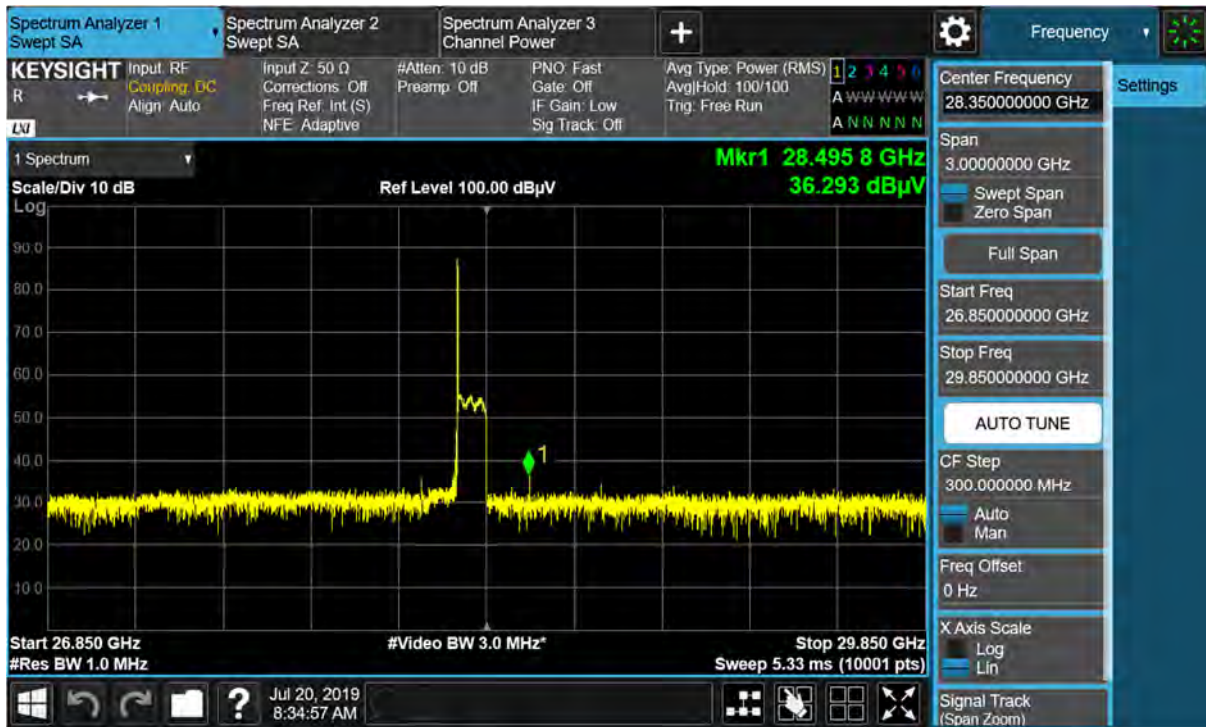 Spectrum Analyzer 1
Swept SA
Spectrum Analyzer 2
Swept SA
Spectrum Analyzer 3
Channel Power
Frequency
KEYSIGHT
R
LXI
Input: RF
Coupling: DC
Align: Auto
Input Z: 50 Ω
Corrections: Off
Freq Ref: Int (S)
NFE: Adaptive
#Atten: 10 dB
Preamp: Off
PNO: Fast
Gate: Off
IF Gain: Low
Sig Track: Off
Avg Type: Power (RMS)
Avg|Hold: 100/100
Trig: Free Run
1 2 3 4 5 6
A W W W W W
A N N N N N
1 Spectrum
Scale/Div 10 dB
Log
Ref Level 100.00 dBµV
Mkr1 28.495 8 GHz
36.293 dBµV
90.0
80.0
70.0
60.0
50.0
40.0
30.0
20.0
10.0
1
Start 26.850 GHz
#Res BW 1.0 MHz
#Video BW 3.0 MHz*
Stop 29.850 GHz
Sweep 5.33 ms (10001 pts)
Center Frequency
28.350000000 GHz
Settings
Span
3.00000000 GHz
Swept Span
Zero Span
Full Span
Start Freq
26.850000000 GHz
Stop Freq
29.850000000 GHz
AUTO TUNE
CF Step
300.000000 MHz
Auto
Man
Freq Offset
0 Hz
X Axis Scale
Log
Lin
Signal Track
(Span Zoom)
?
Jul 20, 2019
8:34:57 AM